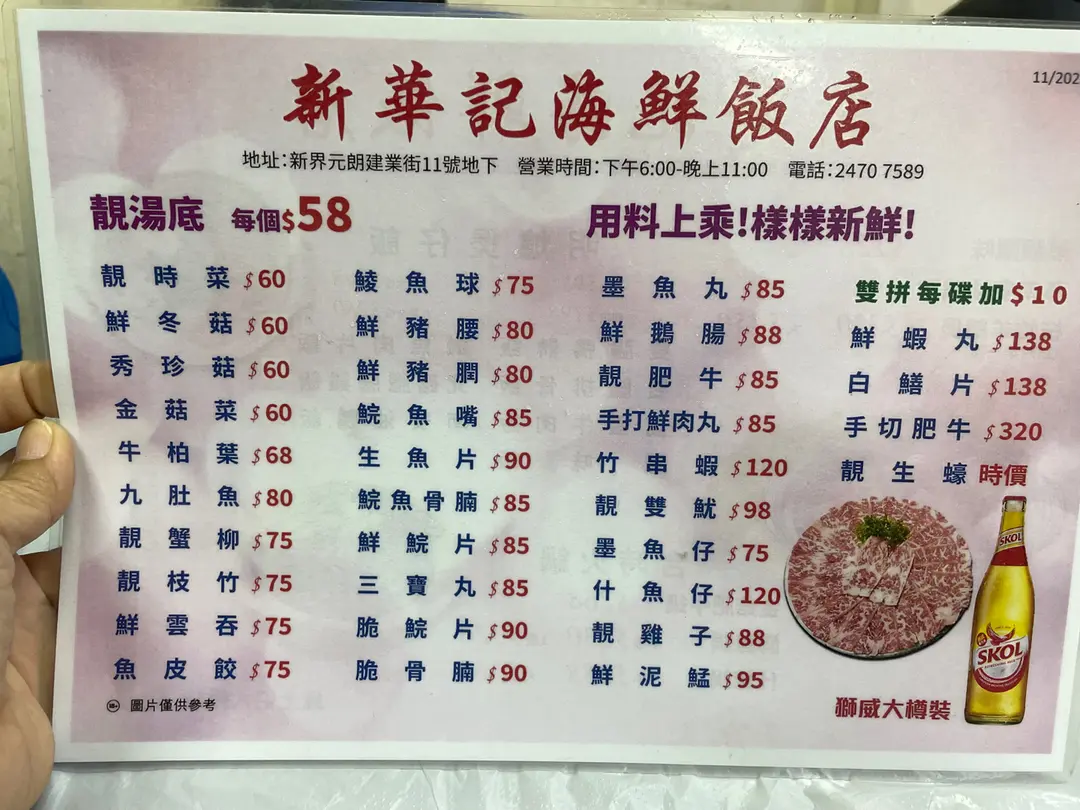 11/202
新華記海鮮飯店
地址:新界元朗建業街11號地下 營業時間:下午6:00-晚上11:00 電話:2470 7589
靚湯底 每個$58
用料上乘!樣樣新鮮!
靚時菜 $60
鮮冬菇 $60
秀珍菇 $60
金菇菜 $60
牛柏葉 $68
九肚魚 $80
靚蟹柳 $75
靚枝竹 $75
鮮雲吞 $75
魚皮餃 $75
鯪魚球 $75
鮮豬腰 $80
鮮豬膶 $80
鯇魚嘴 $85
生魚片 $90
鯇魚骨腩 $85
鮮鯇片 $85
三寶丸 $85
脆鯇片 $90
脆骨腩 $90
墨魚丸 $85
鮮鵝腸 $88
靚肥牛 $85
手打鮮肉丸 $85
竹串蝦 $120
靚雙魷 $98
墨魚仔 $75
什魚仔 $120
靚雞子 $88
鮮泥鯭 $95
雙拼每碟加$10
鮮蝦丸 $138
白鱔片 $138
手切肥牛 $320
靚生蠔 時價
SKOL
SKOL
獅威大樽裝
圖片僅供參考